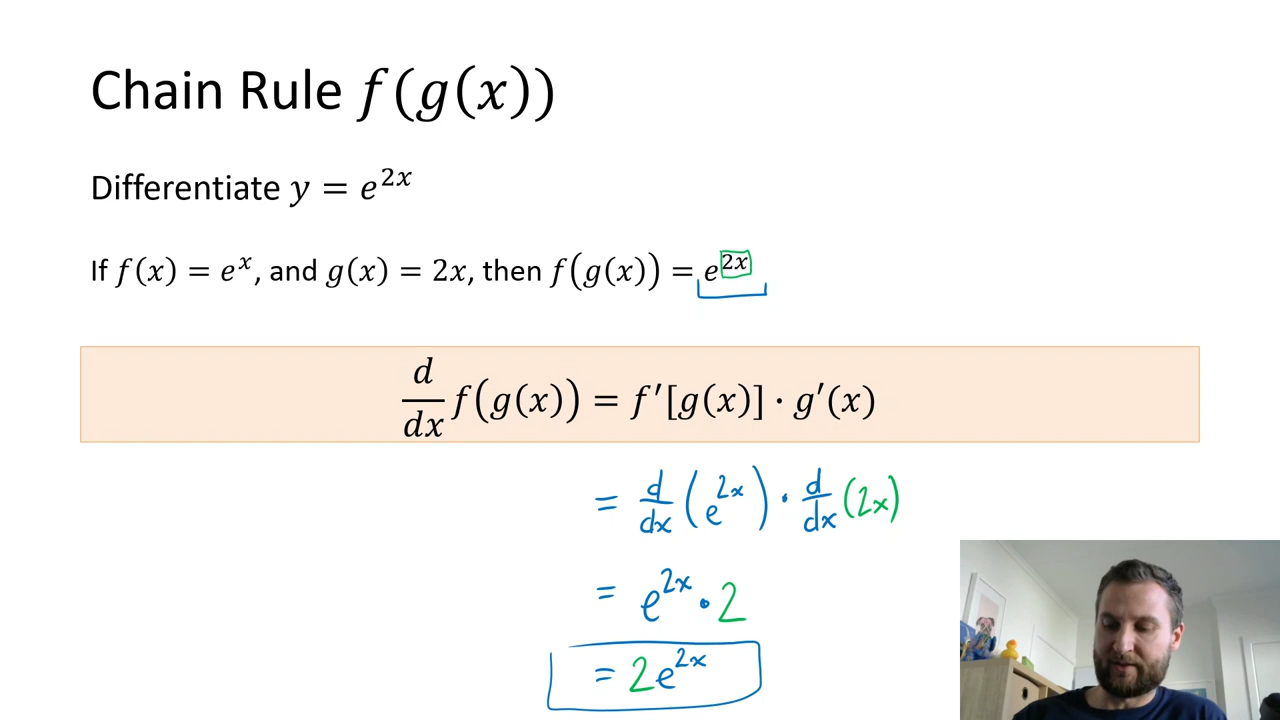 Chain Rule f(g(x))
Differentiate y = e^{2x}
If f(x) = e^x, and g(x) = 2x, then f(g(x)) = e^{2x}
d/dx f(g(x)) = f′[g(x)] · g′(x)
= d/dx (e^{2x}) · d/dx (2x)
= e^{2x} · 2
= 2e^{2x}